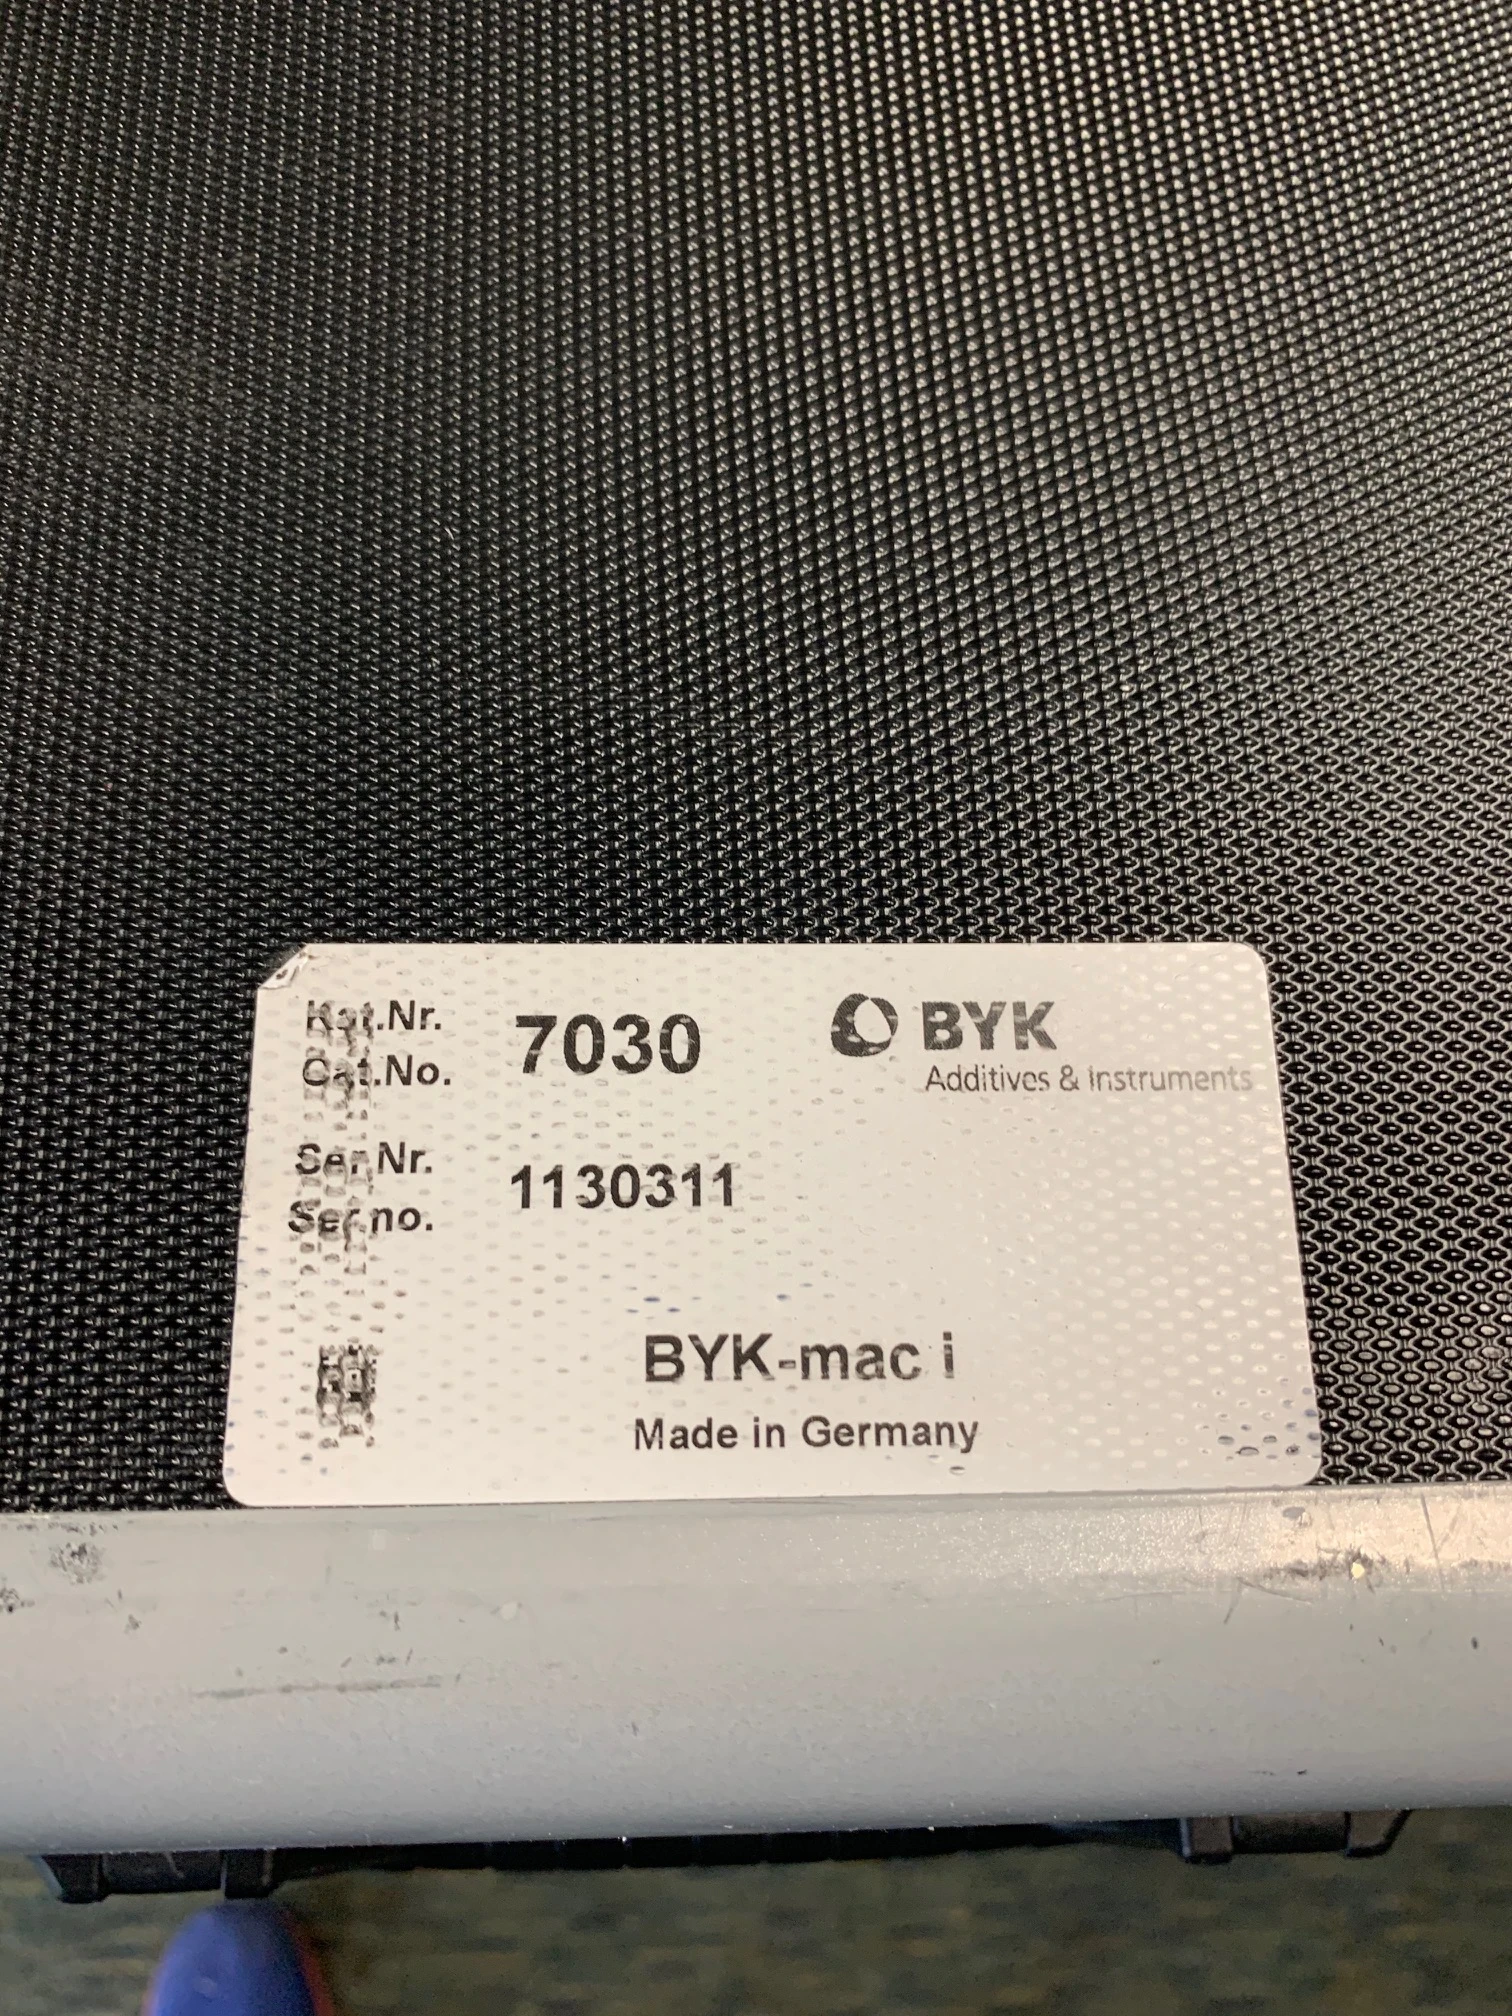 Kat.Nr.
Cat.No.
7030
BYK
Additives & Instruments
Ser.Nr.
Ser.no.
1130311
BYK-mac i
Made in Germany